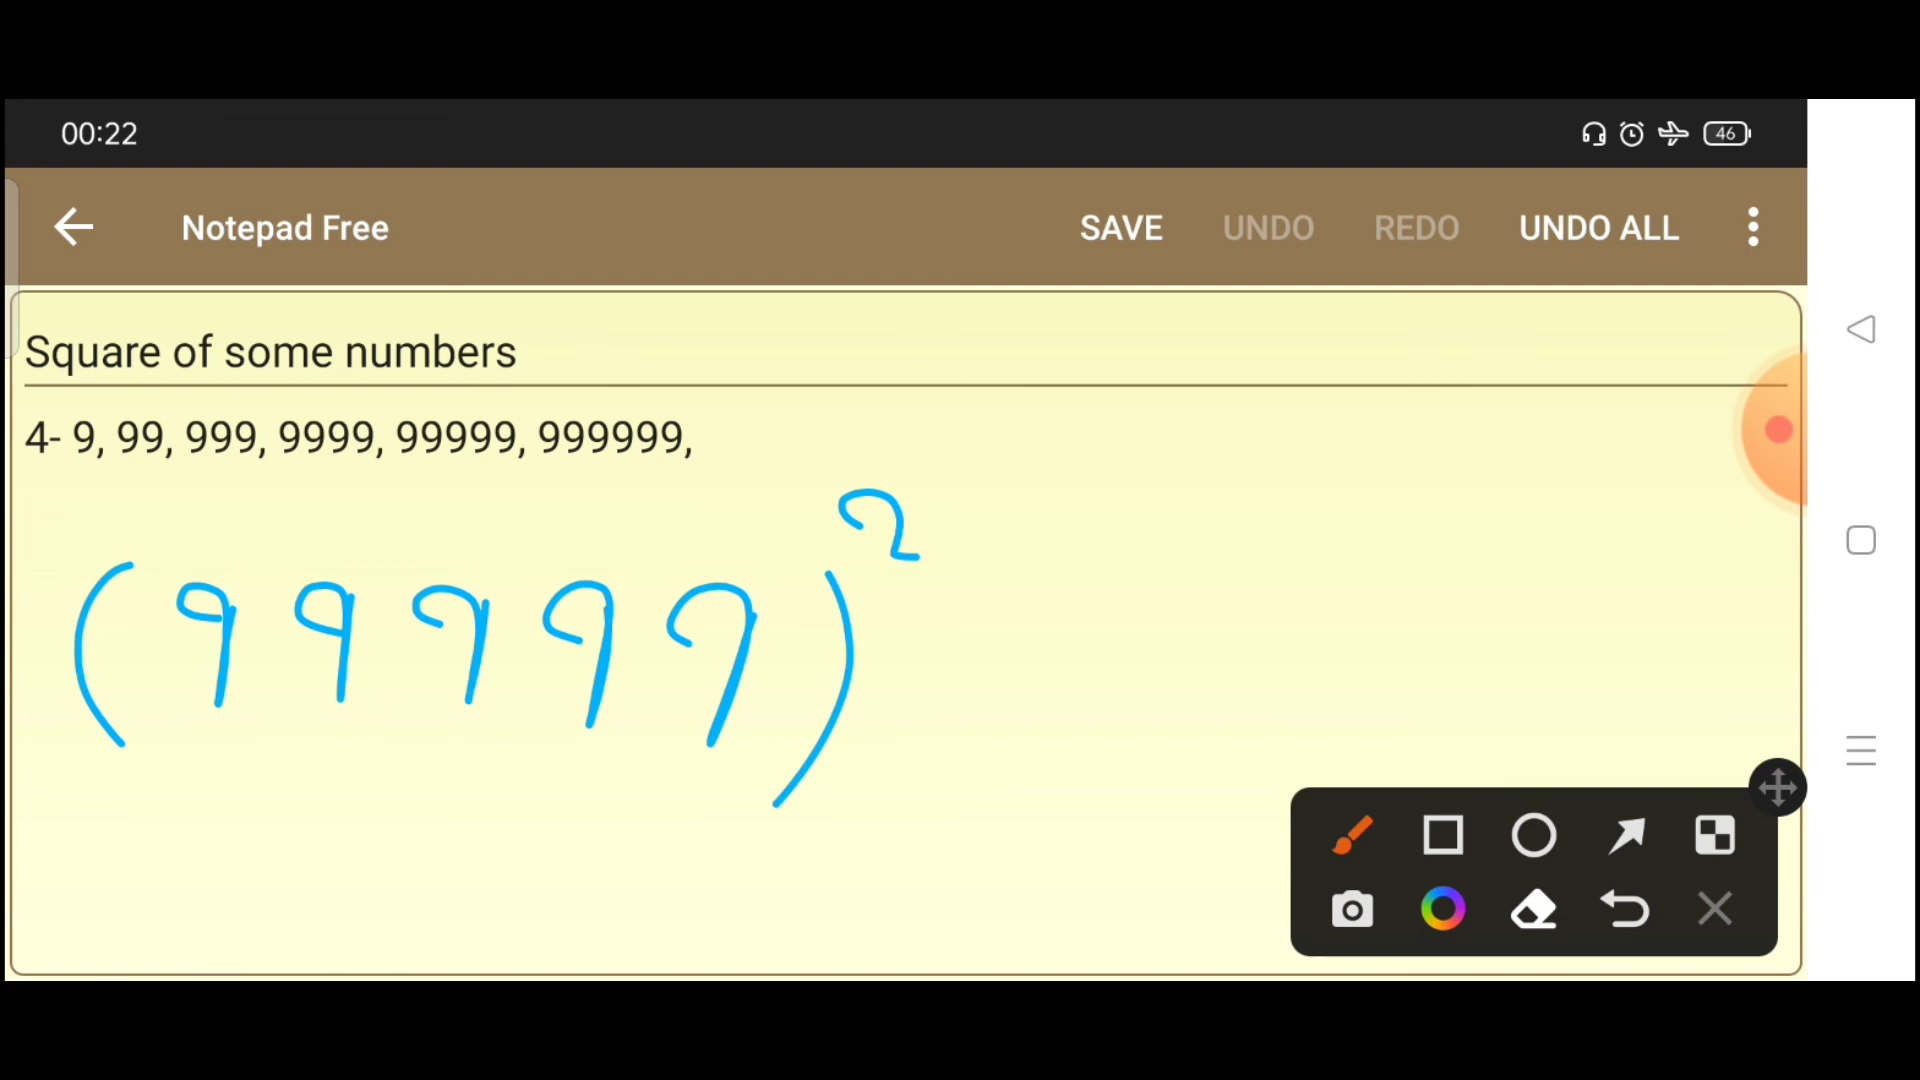 00:22 46
Notepad Free SAVE UNDO REDO UNDO ALL
Square of some numbers
4- 9, 99, 999, 9999, 99999, 999999,
(99999)²